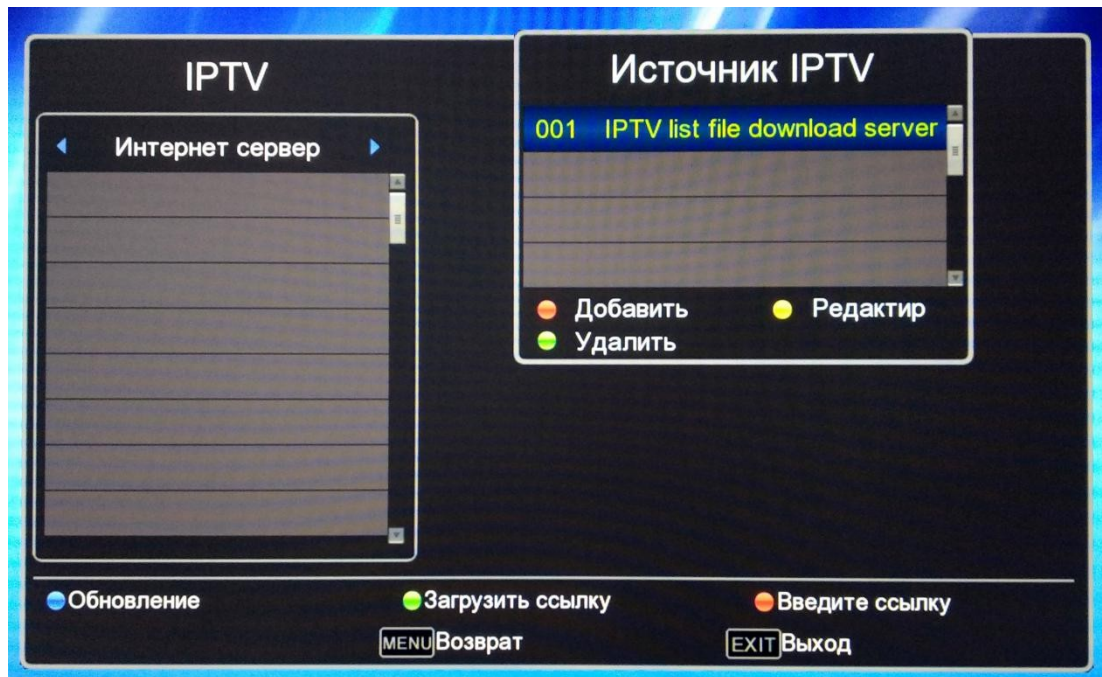 IPTV
Интернет сервер
Источник IPTV
001 IPTV list file download server
Добавить
Редактир
Удалить
Обновление
Загрузить ссылку
Введите ссылку
MENU Возврат
EXIT Выход